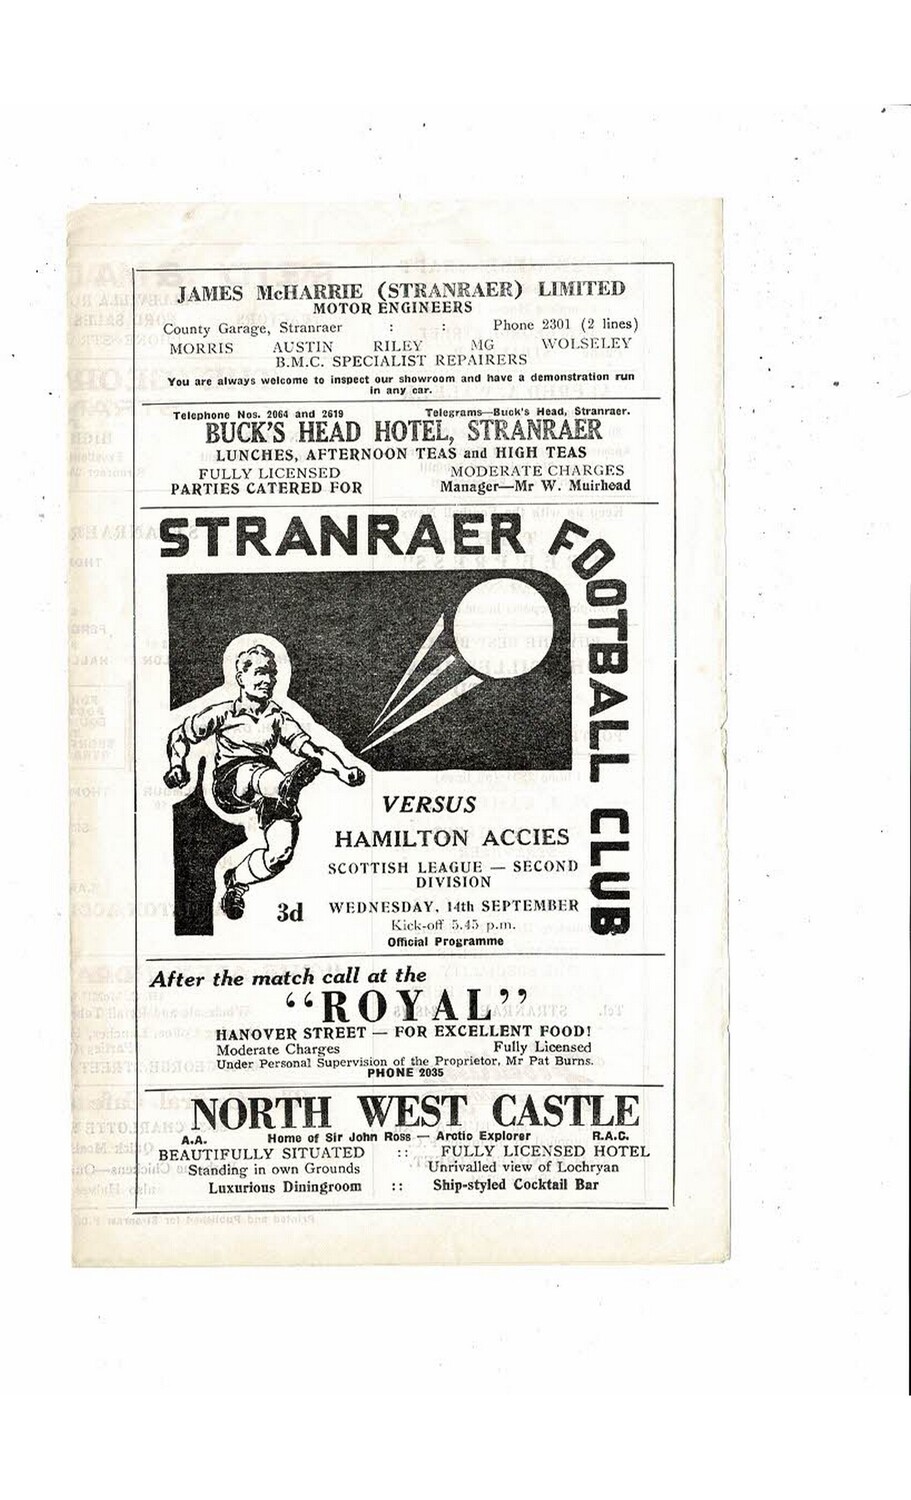 JAMES McHARRIE (STRANRAER) LIMITED
MOTOR ENGINEERS
County Garage, Stranraer : : Phone 2301 (2 lines)
MORRIS AUSTIN RILEY MG WOLSELEY
B.M.C. SPECIALIST REPAIRERS
You are always welcome to inspect our showroom and have a demonstration run
in any car.
Telephone Nos. 2064 and 2619 Telegrams—Buck's Head, Stranraer.
BUCK'S HEAD HOTEL, STRANRAER
LUNCHES, AFTERNOON TEAS and HIGH TEAS
FULLY LICENSED MODERATE CHARGES
PARTIES CATERED FOR Manager—Mr W. Muirhead
STRANRAER FOOTBALL CLUB
VERSUS
HAMILTON ACCIES
SCOTTISH LEAGUE — SECOND
DIVISION
3d WEDNESDAY, 14th SEPTEMBER
Kick-off 5.45 p.m.
Official Programme
After the match call at the
“ROYAL”
HANOVER STREET — FOR EXCELLENT FOOD!
Moderate Charges Fully Licensed
Under Personal Supervision of the Proprietor, Mr Pat Burns.
PHONE 2035
NORTH WEST CASTLE
A.A. Home of Sir John Ross — Arctic Explorer R.A.C.
BEAUTIFULLY SITUATED :: FULLY LICENSED HOTEL
Standing in own Grounds Unrivalled view of Lochryan
Luxurious Diningroom :: Ship-styled Cocktail Bar